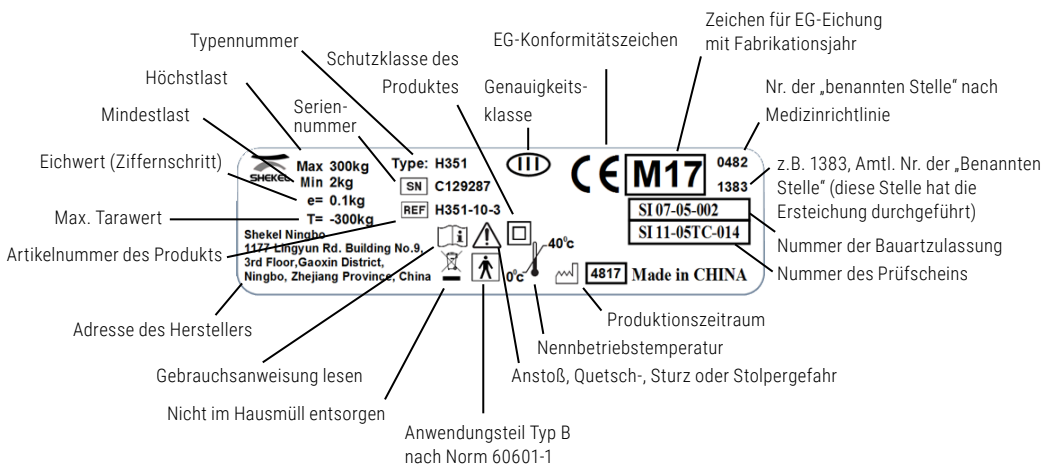 Zeichen für EG-Eichung
mit Fabrikationsjahr
EG-Konformitätszeichen
Typennummer
Schutzklasse des
Produktes
Höchstlast
Genauigkeits-
klasse
Nr. der „benannten Stelle“ nach
Medizinrichtlinie
Serien-
nummer
Mindestlast
Eichwert (Ziffernschritt)
Max. Tarawert
Artikelnummer des Produkts
Adresse des Herstellers
Gebrauchsanweisung lesen
Nicht im Hausmüll entsorgen
Anwendungsteil Typ B
nach Norm 60601-1
Anstoß, Quetsch-, Sturz oder Stolpergefahr
Nennbetriebstemperatur
Produktionszeitraum
z.B. 1383, Amtl. Nr. der „Benannten
Stelle“ (diese Stelle hat die
Ersteichung durchgeführt)
Nummer der Bauartzulassung
Nummer des Prüfscheins
SHEKEL
Max 300kg
Min 2kg
e= 0.1kg
T= -300kg
Type: H351
SN C129287
REF H351-10-3
III
CE
M17
0482
1383
SI 07-05-002
SI 11-05TC-014
Shekel Ningbo
1177 Lingyun Rd. Building No.9,
3rd Floor,Gaoxin District,
Ningbo, Zhejiang Province, China
40°c
0°c
4817 Made in CHINA